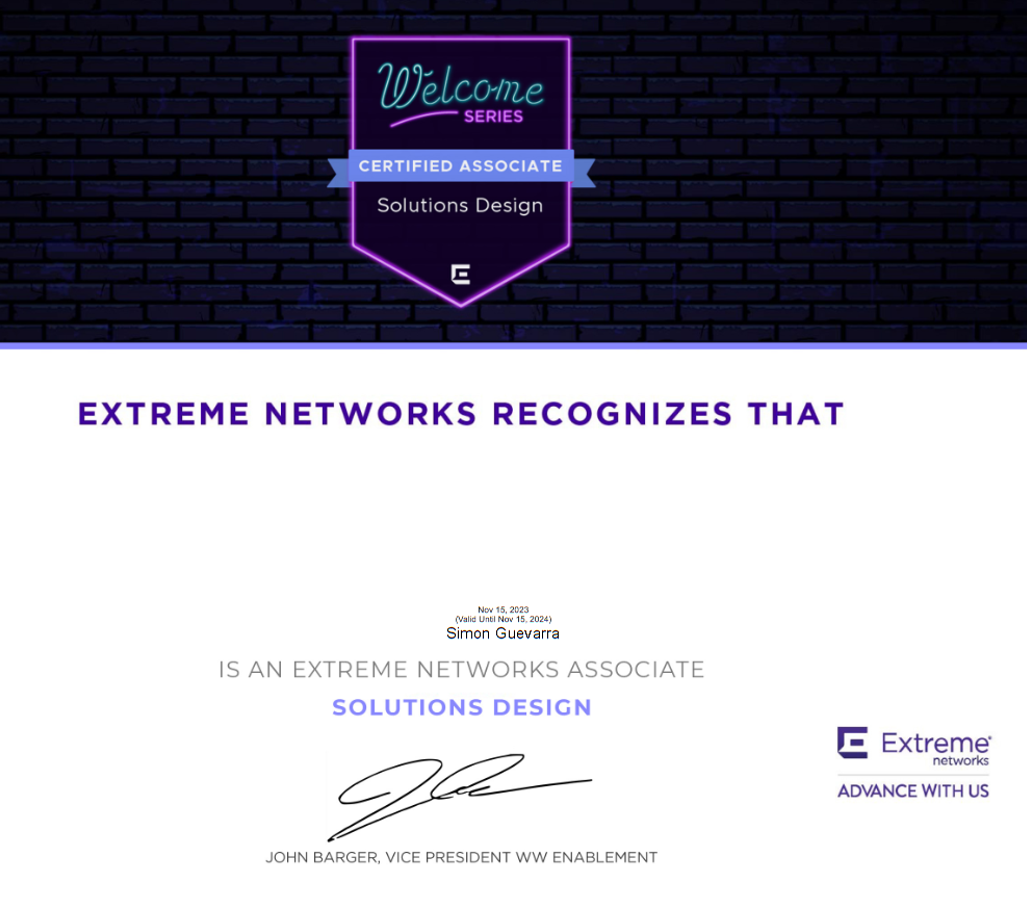 Welcome
SERIES
CERTIFIED ASSOCIATE
Solutions Design
EXTREME NETWORKS RECOGNIZES THAT
Nov 15, 2023
(Valid Until Nov 15, 2024)
Simon Guevarra
IS AN EXTREME NETWORKS ASSOCIATE
SOLUTIONS DESIGN
JOHN BARGER, VICE PRESIDENT WW ENABLEMENT
Extreme®
networks
ADVANCE WITH US